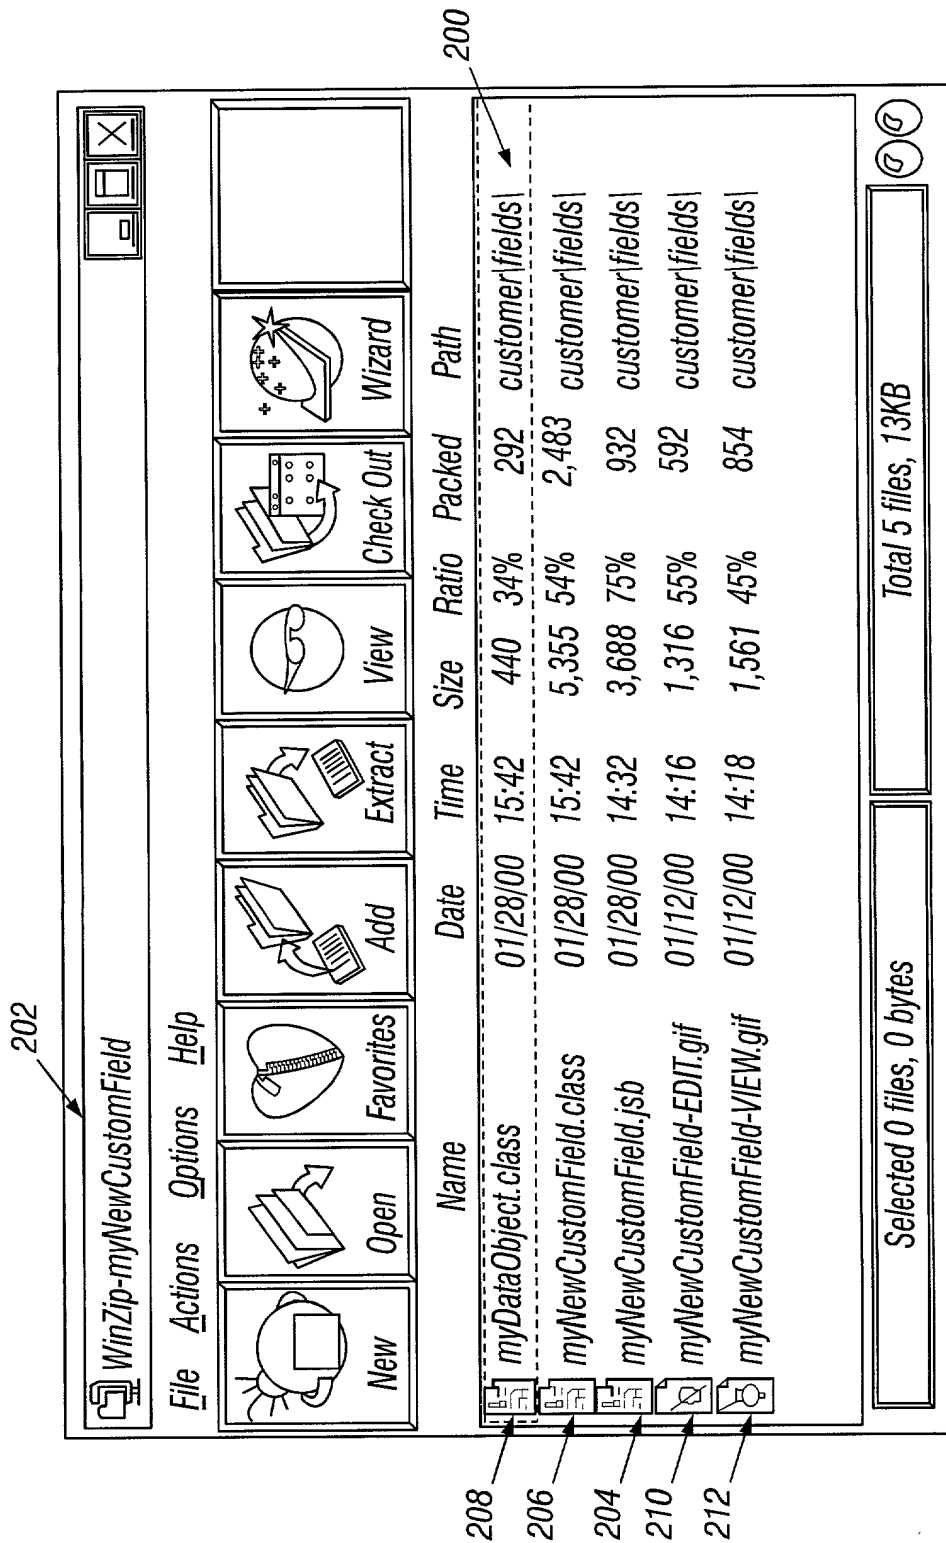 202
200
WinZip-myNewCustomField
File Actions Options Help
New Open Favorites Add Extract View Check Out Wizard
Name Date Time Size Ratio Packed Path
208 myDataObject.class 01/28/00 15:42 440 34% 292 customer\fields\
206 myNewCustomField.class 01/28/00 15:42 5,355 54% 2,483 customer\fields\
204 myNewCustomField.jsb 01/28/00 14:32 3,688 75% 932 customer\fields\
210 myNewCustomField-EDIT.gif 01/12/00 14:16 1,316 55% 592 customer\fields\
212 myNewCustomField-VIEW.gif 01/12/00 14:18 1,561 45% 854 customer\fields\
Selected 0 files, 0 bytes Total 5 files, 13KB